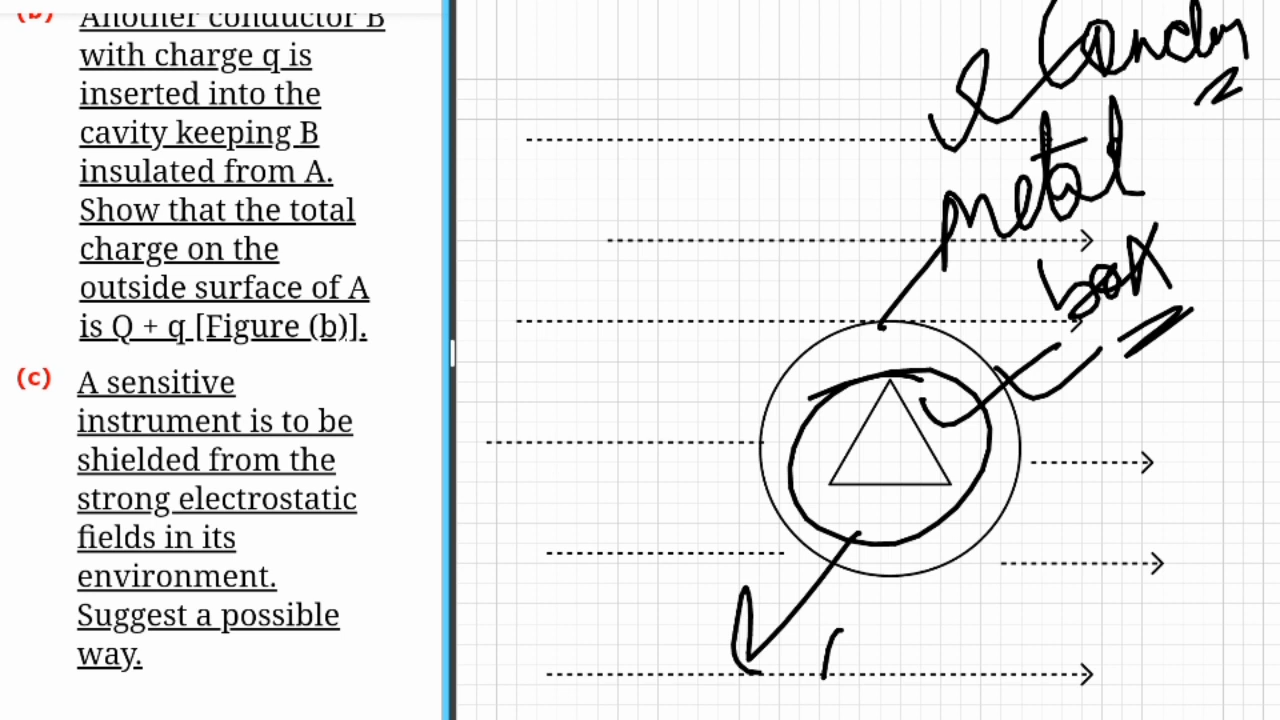 (b) Another conductor B
with charge q is
inserted into the
cavity keeping B
insulated from A.
Show that the total
charge on the
outside surface of A
is Q + q [Figure (b)].
(c) A sensitive
instrument is to be
shielded from the
strong electrostatic
fields in its
environment.
Suggest a possible
way.
metal
box